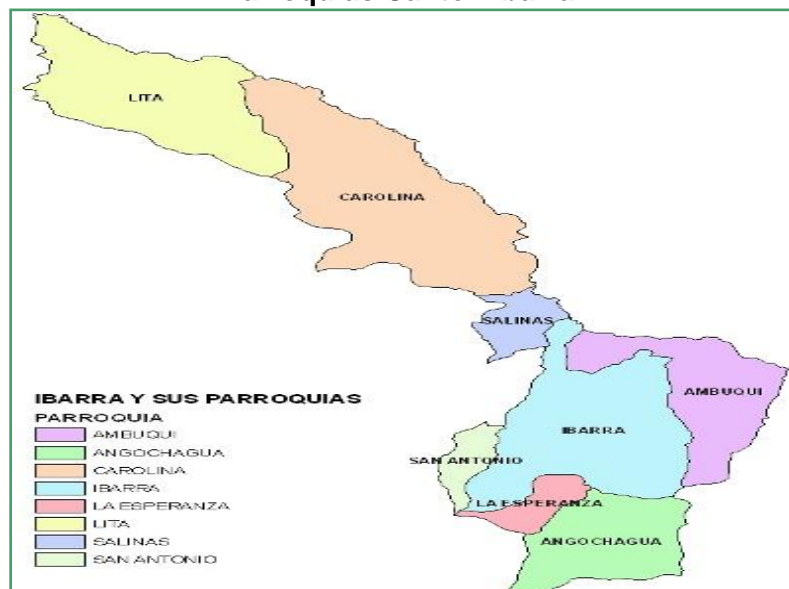 LITA
CAROLINA
SALINAS
AMBUQUI
IBARRA
SAN ANTONIO
LA ESPERANZA
ANGOCHAGUA
IBARRA Y SUS PARROQUIAS
PARROQUIA
AMBUQUI
ANGOCHAGUA
CAROLINA
IBARRA
LA ESPERANZA
LITA
SALINAS
SAN ANTONIO